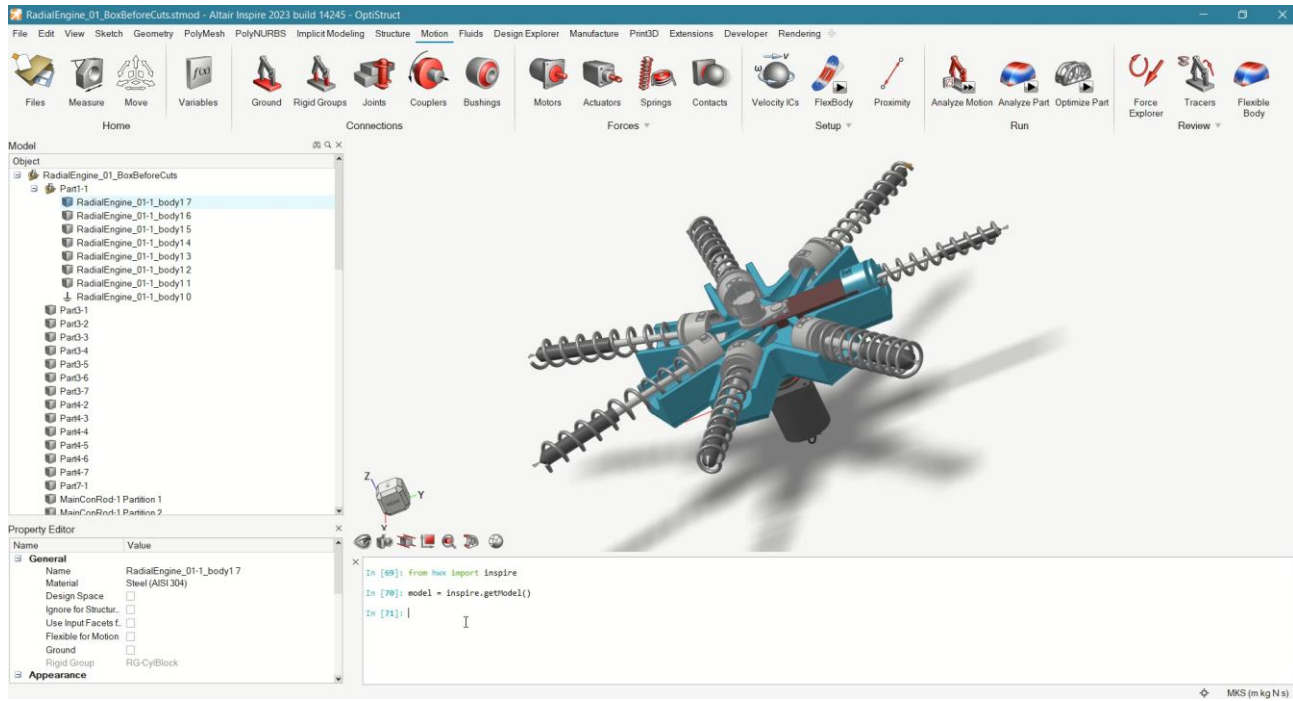 RadialEngine_01_BoxBeforeCuts.stmod - Altair Inspire 2023 build 14245 - OptiStruct
File Edit View Sketch Geometry PolyMesh PolyNURBS Implicit Modeling Structure Motion Fluids Design Explorer Manufacture Print3D Extensions Developer Rendering
f(x)
Files Measure Move Variables Ground Rigid Groups Joints Couplers Bushings Motors Actuators Springs Contacts Velocity ICs FlexBody Proximity Analyze Motion Analyze Part Optimize Part Force Explorer Tracers Flexible Body
Home Connections Forces Setup Run Review
Model
Object
RadialEngine_01_BoxBeforeCuts
Part1-1
RadialEngine_01-1_body1 7
RadialEngine_01-1_body1 6
RadialEngine_01-1_body1 5
RadialEngine_01-1_body1 4
RadialEngine_01-1_body1 3
RadialEngine_01-1_body1 2
RadialEngine_01-1_body1 1
RadialEngine_01-1_body1 0
Part3-1
Part3-2
Part3-3
Part3-4
Part3-5
Part3-6
Part3-7
Part4-2
Part4-3
Part4-4
Part4-5
Part4-6
Part4-7
Part7-1
MainConRod-1 Partition 1
MainConRod-1 Partition 2
Z
Y
X
Property Editor
Name Value
General
Name RadialEngine_01-1_body1 7
Material Steel (AISI 304)
Design Space
Ignore for Structur..
Use Input Facets f..
Flexible for Motion
Ground
Rigid Group RG-CylBlock
Appearance
In [69]: from hwx import inspire
In [70]: model = inspire.getModel()
In [71]:
MKS (m kg N s)